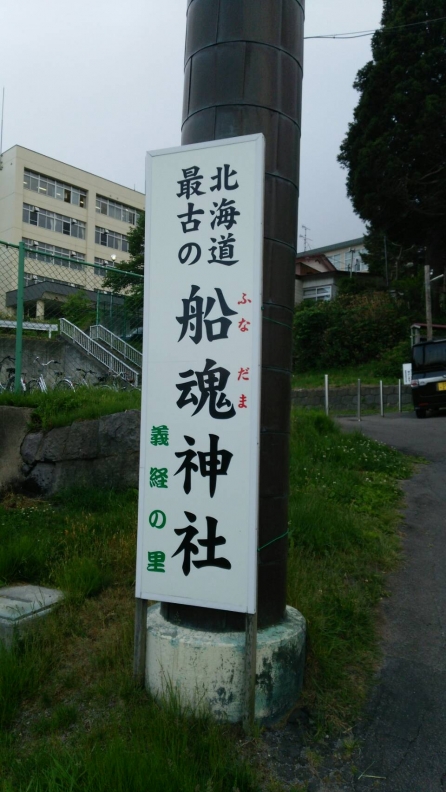 北海道
最古の
船魂神社
ふなだま
義経の里